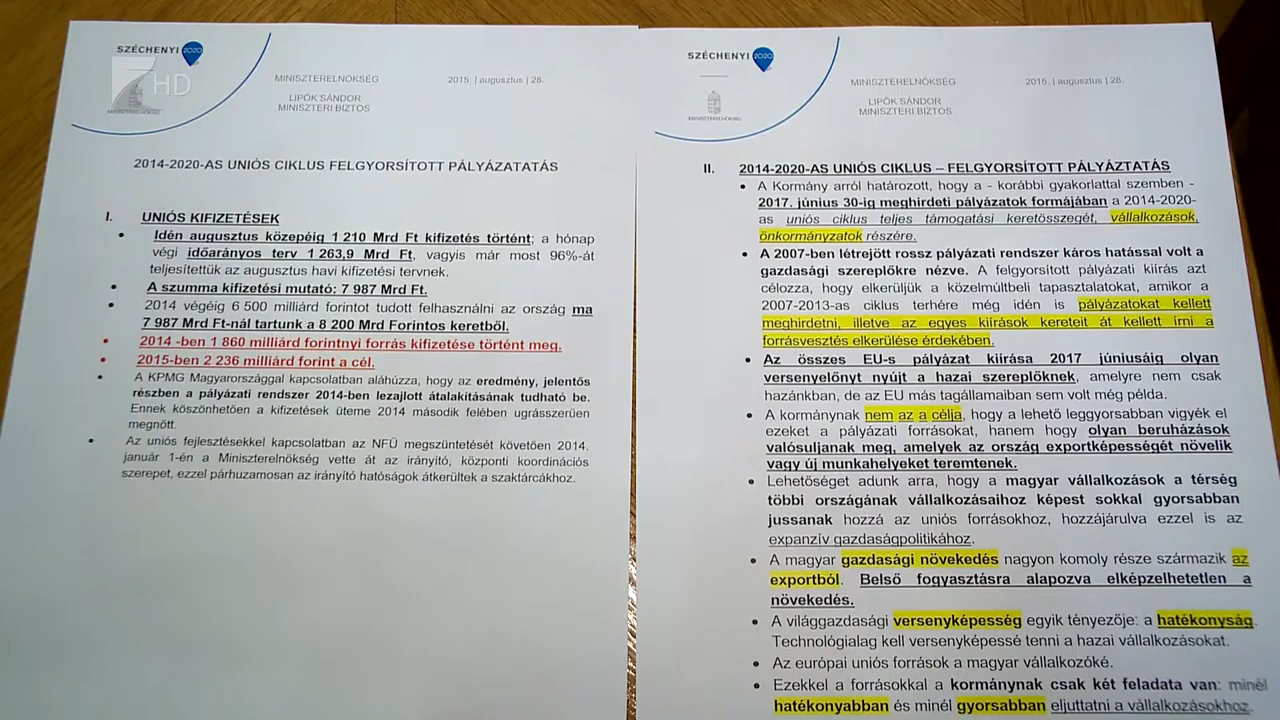 SZÉCHENYI 2020
7 HD
MINISZTERELNÖKSÉG
MINISZTERELNÖKSÉG
2015. | augusztus | 28.
LIPÓK SÁNDOR
MINISZTERI BIZTOS
2014-2020-AS UNIÓS CIKLUS FELGYORSÍTOTT PÁLYÁZATATÁS
I. UNIÓS KIFIZETÉSEK
• Idén augusztus közepéig 1 210 Mrd Ft kifizetés történt; a hónap
végi időarányos terv 1 263,9 Mrd Ft, vagyis már most 96%-át
teljesítettük az augusztus havi kifizetési tervnek.
• A szumma kifizetési mutató: 7 987 Mrd Ft.
• 2014 végéig 6 500 milliárd forintot tudott felhasználni az ország ma
7 987 Mrd Ft-nál tartunk a 8 200 Mrd Forintos keretből.
• 2014 -ben 1 860 milliárd forintnyi forrás kifizetése történt meg.
• 2015-ben 2 236 milliárd forint a cél.
• A KPMG Magyarországgal kapcsolatban aláhúzza, hogy az eredmény, jelentős
részben a pályázati rendszer 2014-ben lezajlott átalakításának tudható be.
Ennek köszönhetően a kifizetések üteme 2014 második felében ugrásszerűen
megnőtt.
• Az uniós fejlesztésekkel kapcsolatban az NFÜ megszüntetését követően 2014.
január 1-én a Miniszterelnökség vette át az irányító, központi koordinációs
szerepet, ezzel párhuzamosan az irányító hatóságok átkerültek a szaktárcákhoz.
SZÉCHENYI 2020
MINISZTERELNÖKSÉG
MINISZTERELNÖKSÉG
2015. | augusztus | 28.
LIPÓK SÁNDOR
MINISZTERI BIZTOS
II. 2014-2020-AS UNIÓS CIKLUS – FELGYORSÍTOTT PÁLYÁZTATÁS
• A Kormány arról határozott, hogy a - korábbi gyakorlattal szemben -
2017. június 30-ig meghirdeti pályázatok formájában a 2014-2020-
as uniós ciklus teljes támogatási keretösszegét, vállalkozások,
önkormányzatok részére.
• A 2007-ben létrejött rossz pályázati rendszer káros hatással volt a
gazdasági szereplőkre nézve. A felgyorsított pályázati kiírás azt
célozza, hogy elkerüljük a közelmúltbeli tapasztalatokat, amikor a
2007-2013-as ciklus terhére még idén is pályázatokat kellett
meghirdetni, illetve az egyes kiírások kereteit át kellett írni a
forrásvesztés elkerülése érdekében.
• Az összes EU-s pályázat kiírása 2017 júniusáig olyan
versenyelőnyt nyújt a hazai szereplőknek, amelyre nem csak
hazánkban, de az EU más tagállamaiban sem volt még példa.
• A kormánynak nem az a célja, hogy a lehető leggyorsabban vigyék el
ezeket a pályázati forrásokat, hanem hogy olyan beruházások
valósuljanak meg, amelyek az ország exportképességét növelik
vagy új munkahelyeket teremtenek.
• Lehetőséget adunk arra, hogy a magyar vállalkozások a térség
többi országának vállalkozásaihoz képest sokkal gyorsabban
jussanak hozzá az uniós forrásokhoz, hozzájárulva ezzel is az
expanzív gazdaságpolitikához.
• A magyar gazdasági növekedés nagyon komoly része származik az
exportból. Belső fogyasztásra alapozva elképzelhetetlen a
növekedés.
• A világgazdasági versenyképesség egyik tényezője: a hatékonyság.
Technológialag kell versenyképessé tenni a hazai vállalkozásokat.
• Az európai uniós források a magyar vállalkozóké.
• Ezekkel a forrásokkal a kormánynak csak két feladata van: minél
hatékonyabban és minél gyorsabban eljuttatni a vállalkozásokhoz.